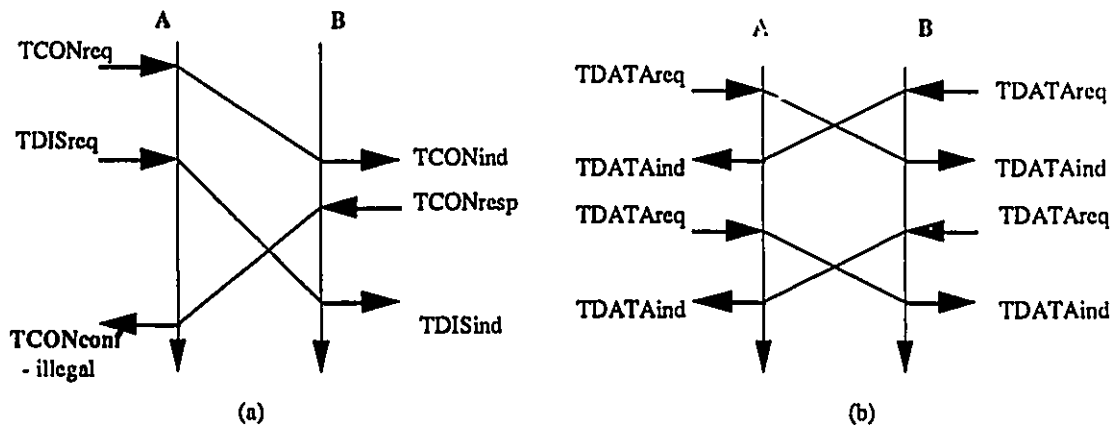 A B
TCONreq
TDISreq
TCONind
TCONresp
TCONconf
- illegal
TDISind
(a)
A B
TDATAreq TDATAreq
TDATAind TDATAind
TDATAreq TDATAreq
TDATAind TDATAind
(b)